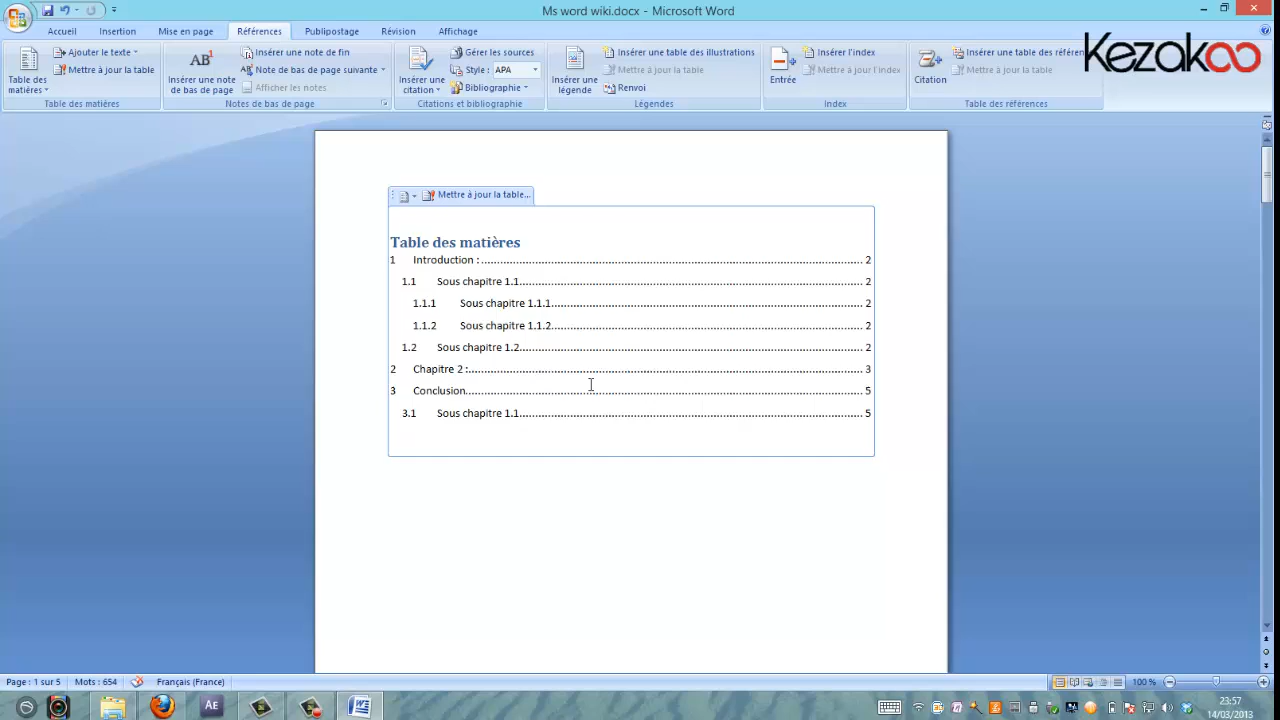 Ms word wiki.docx - Microsoft Word
Accueil Insertion Mise en page Références Publipostage Révision Affichage
Table des matières
Ajouter le texte
Mettre à jour la table
Table des matières
AB1
Insérer une note de bas de page
Insérer une note de fin
Note de bas de page suivante
Afficher les notes
Notes de bas de page
Insérer une citation
Gérer les sources
Style : APA
Bibliographie
Citations et bibliographie
Insérer une légende
Insérer une table des illustrations
Mettre à jour la table
Renvoi
Légendes
Entrée
Insérer l'index
Mettre à jour l'index
Index
Citation
Insérer une table des référen
Mettre à jour la table
Table des références
Kezakoo
Mettre à jour la table...
Table des matières
1 Introduction : 2
1.1 Sous chapitre 1.1 2
1.1.1 Sous chapitre 1.1.1 2
1.1.2 Sous chapitre 1.1.2 2
1.2 Sous chapitre 1.2 2
2 Chapitre 2 : 3
3 Conclusion 5
3.1 Sous chapitre 1.1 5
Page : 1 sur 5 Mots : 654 Français (France) 100 %
AE
23:57
14/03/2013